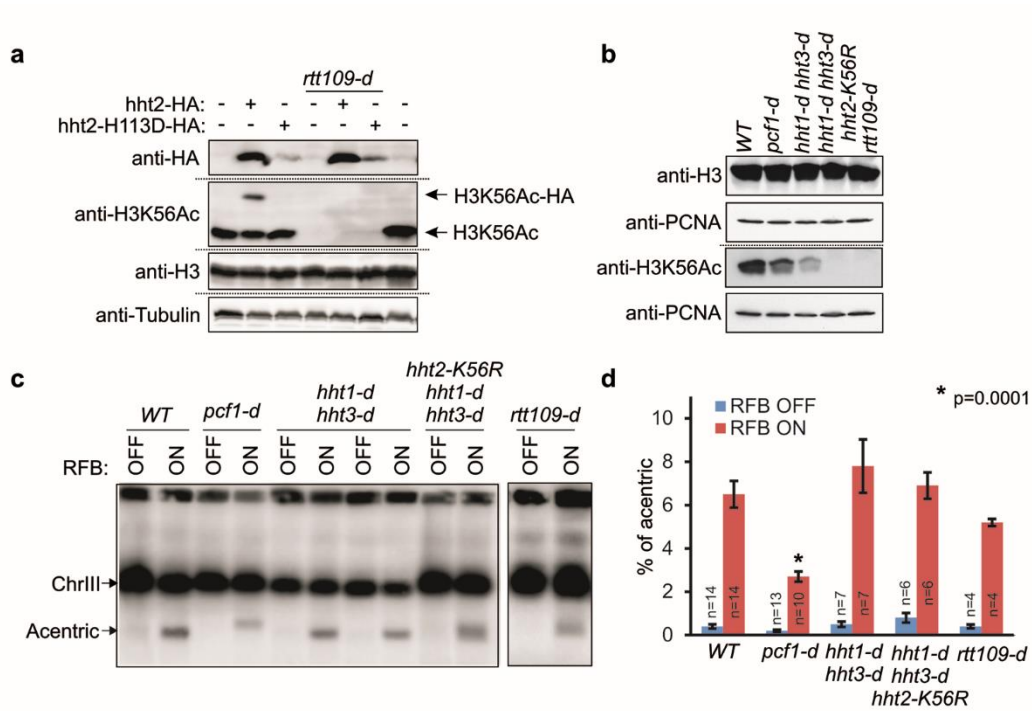 a
rtt109-d
hht2-HA: - + - - + - -
hht2-H113D-HA: - - + - - + -
anti-HA
anti-H3K56Ac
H3K56Ac-HA
H3K56Ac
anti-H3
anti-Tubulin
b
WT
pcf1-d
hht1-d hht3-d
hht1-d hht3-d
hht2-K56R
rtt109-d
anti-H3
anti-PCNA
anti-H3K56Ac
anti-PCNA
c
WT
pcf1-d
hht1-d
hht3-d
hht2-K56R
hht1-d
hht3-d
rtt109-d
RFB: OFF ON OFF ON OFF ON OFF ON OFF ON OFF ON
ChrIII
Acentric
d
* p=0.0001
RFB OFF
RFB ON
% of acentric
10
8
6
4
2
0
*
n=14
n=14
n=13
n=10
n=7
n=7
n=6
n=6
n=4
n=4
WT
pcf1-d
hht1-d
hht3-d
hht1-d
hht3-d
hht2-K56R
rtt109-d